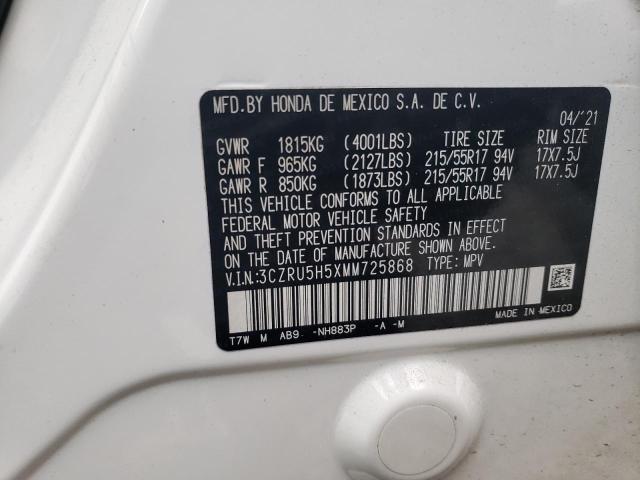 MFD.BY HONDA DE MEXICO S.A. DE C.V.
04/'21
GVWR 1815KG (4001LBS) TIRE SIZE RIM SIZE
GAWR F 965KG (2127LBS) 215/55R17 94V 17X7.5J
GAWR R 850KG (1873LBS) 215/55R17 94V 17X7.5J
THIS VEHICLE CONFORMS TO ALL APPLICABLE
FEDERAL MOTOR VEHICLE SAFETY
AND THEFT PREVENTION STANDARDS IN EFFECT
ON THE DATE OF MANUFACTURE SHOWN ABOVE.
V.I.N:3CZRU5H5XMM725868 TYPE: MPV
T7W M AB9 -NH883P -A -M
MADE IN MEXICO